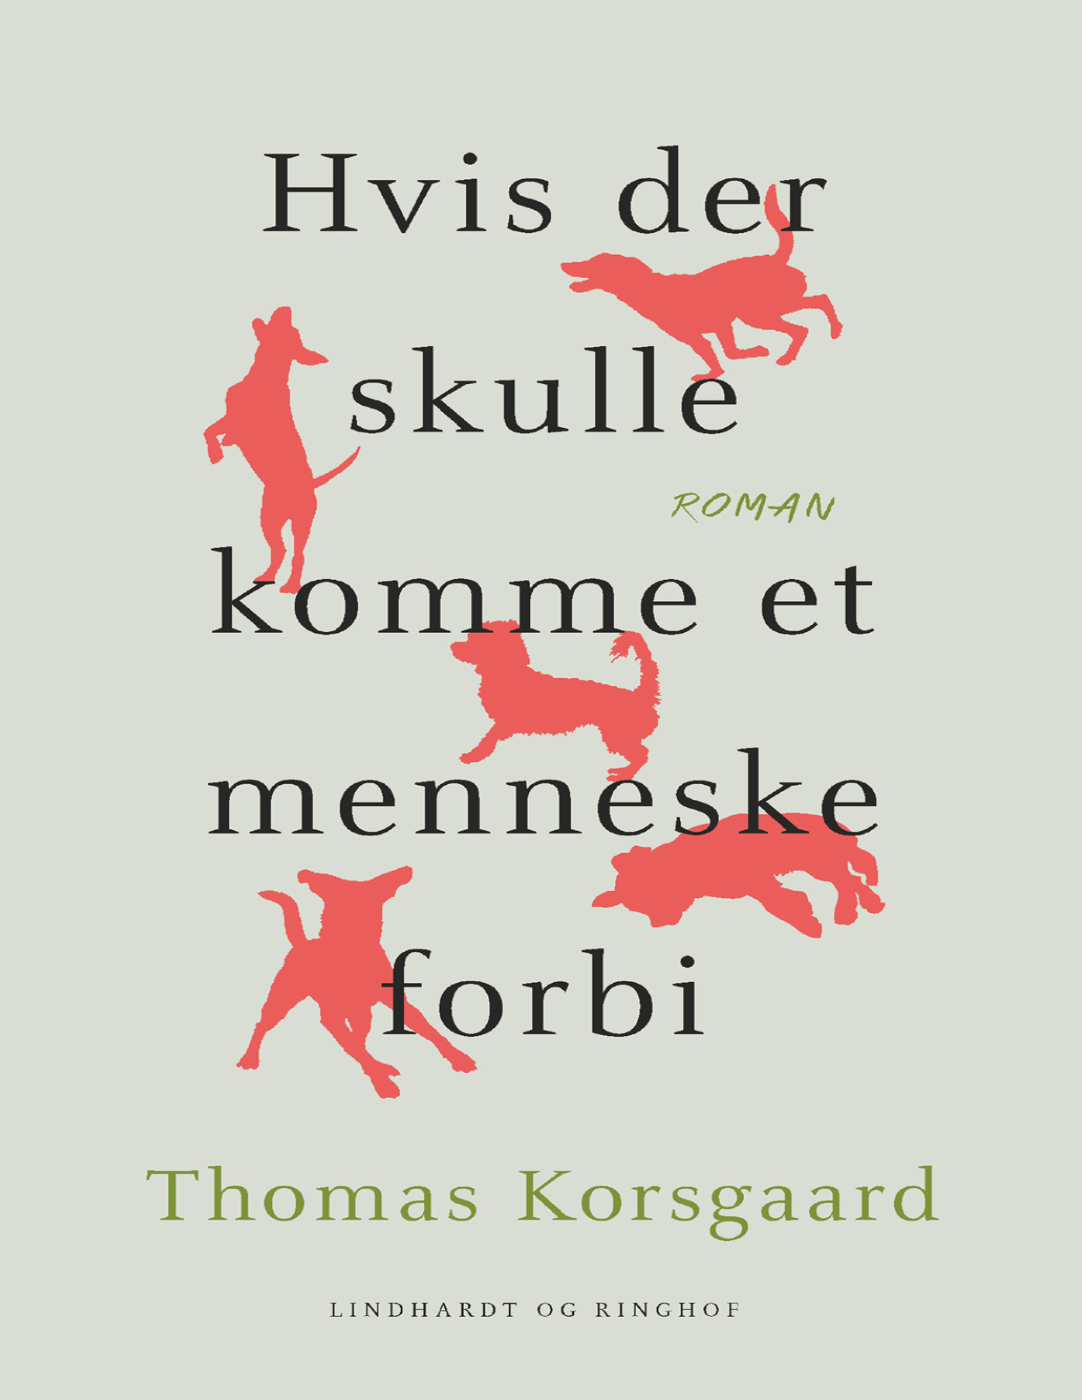 Hvis der
skulle
ROMAN
komme et
menneske
forbi
Thomas Korsgaard
LINDHARDT OG RINGHOF